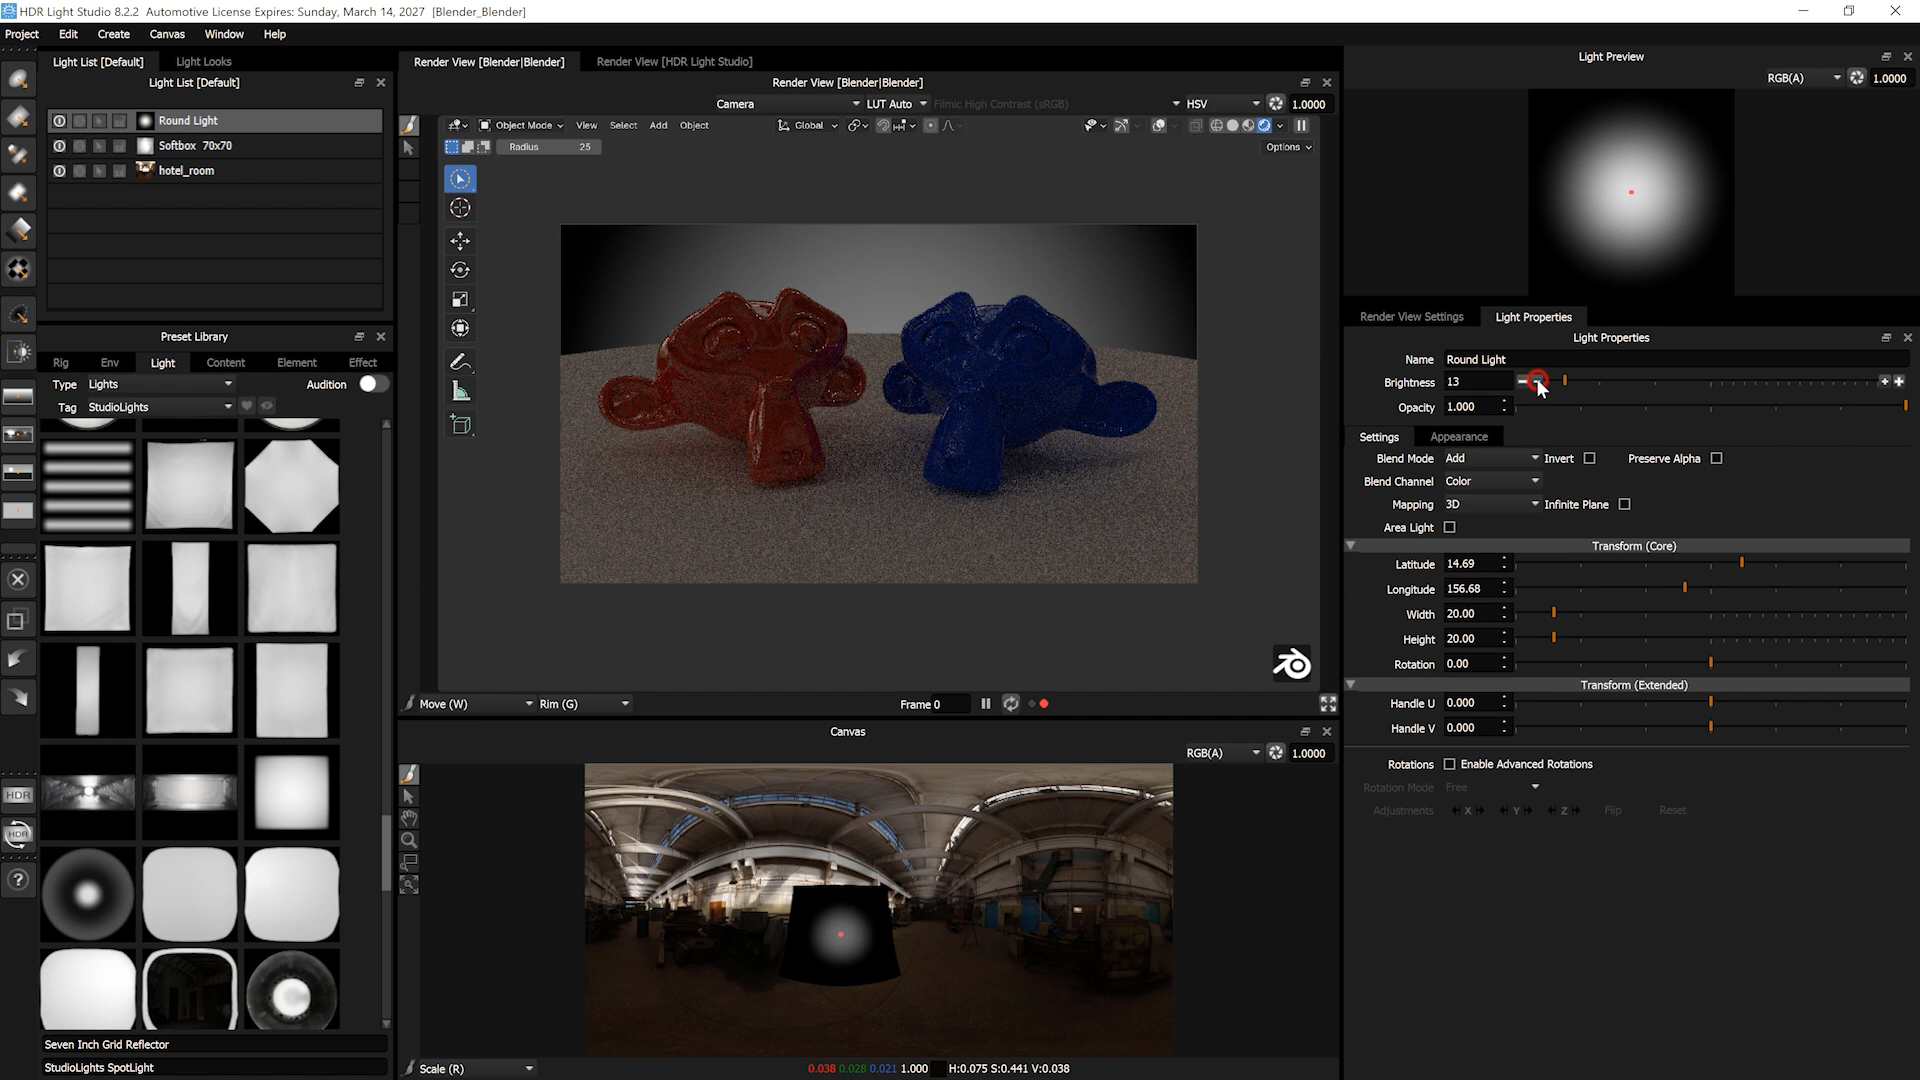 HDR Light Studio 8.2.2  Automotive License Expires: Sunday, March 14, 2027  [Blender_Blender]
Project Edit Create Canvas Window Help
Light List [Default] Light Looks
Light List [Default]
Round Light
Softbox 70x70
hotel_room
Preset Library
Rig Env Light Content Element Effect
Type Lights Audition
Tag StudioLights
Seven Inch Grid Reflector
StudioLights SpotLight
HDR
HDR
?
Render View [Blender|Blender] Render View [HDR Light Studio]
Render View [Blender|Blender]
Camera LUT Auto Filmic High Contrast (sRGB) HSV 1.0000
Object Mode View Select Add Object Global
Radius 25 Options
Move (W) Rim (G) Frame 0
Canvas
RGB(A) 1.0000
Scale (R) 0.038 0.028 0.021 1.000 H:0.075 S:0.441 V:0.038
Light Preview
RGB(A) 1.0000
Render View Settings Light Properties
Light Properties
Name Round Light
Brightness 13
Opacity 1.000
Settings Appearance
Blend Mode Add Invert Preserve Alpha
Blend Channel Color
Mapping 3D Infinite Plane
Area Light
Transform (Core)
Latitude 14.69
Longitude 156.68
Width 20.00
Height 20.00
Rotation 0.00
Transform (Extended)
Handle U 0.000
Handle V 0.000
Rotations Enable Advanced Rotations
Rotation Mode Free
Adjustments X Y Z Flip Reset